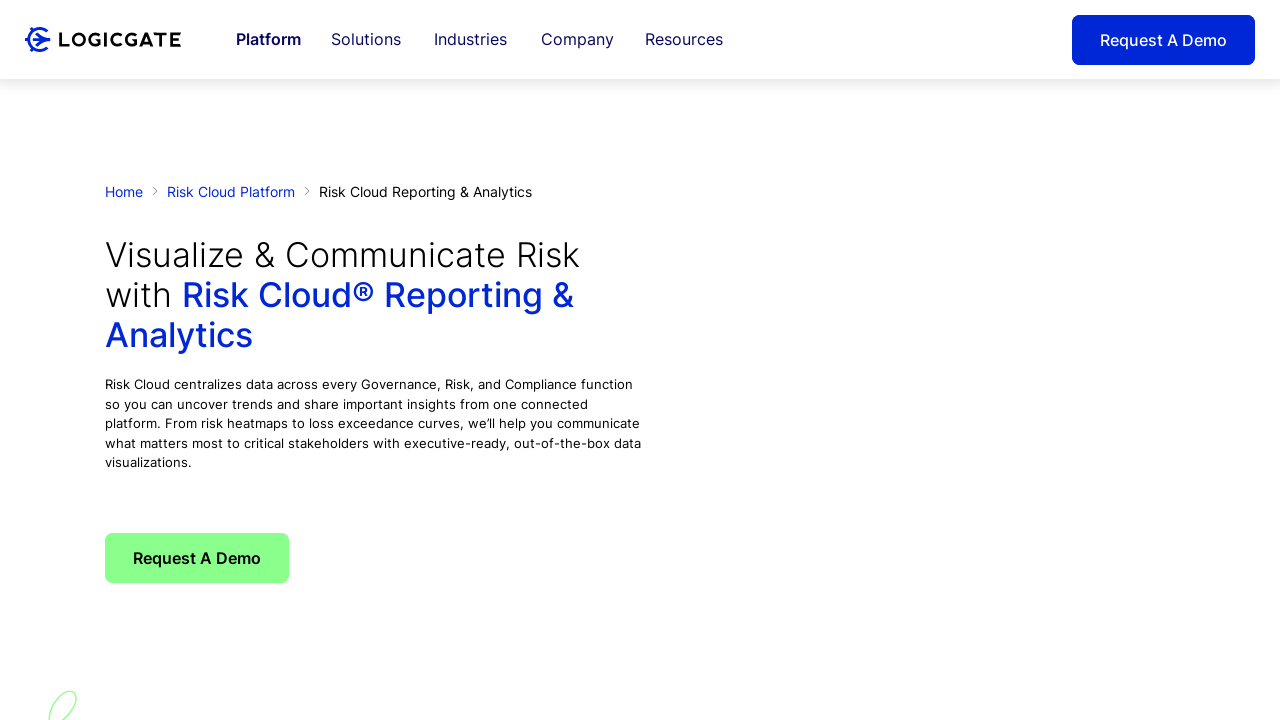 LOGICGATE
Platform
Solutions
Industries
Company
Resources
Request A Demo
Home
Risk Cloud Platform
Risk Cloud Reporting & Analytics
Visualize & Communicate Risk
with Risk Cloud® Reporting &
Analytics
Risk Cloud centralizes data across every Governance, Risk, and Compliance function
so you can uncover trends and share important insights from one connected
platform. From risk heatmaps to loss exceedance curves, we’ll help you communicate
what matters most to critical stakeholders with executive-ready, out-of-the-box data
visualizations.
Request A Demo